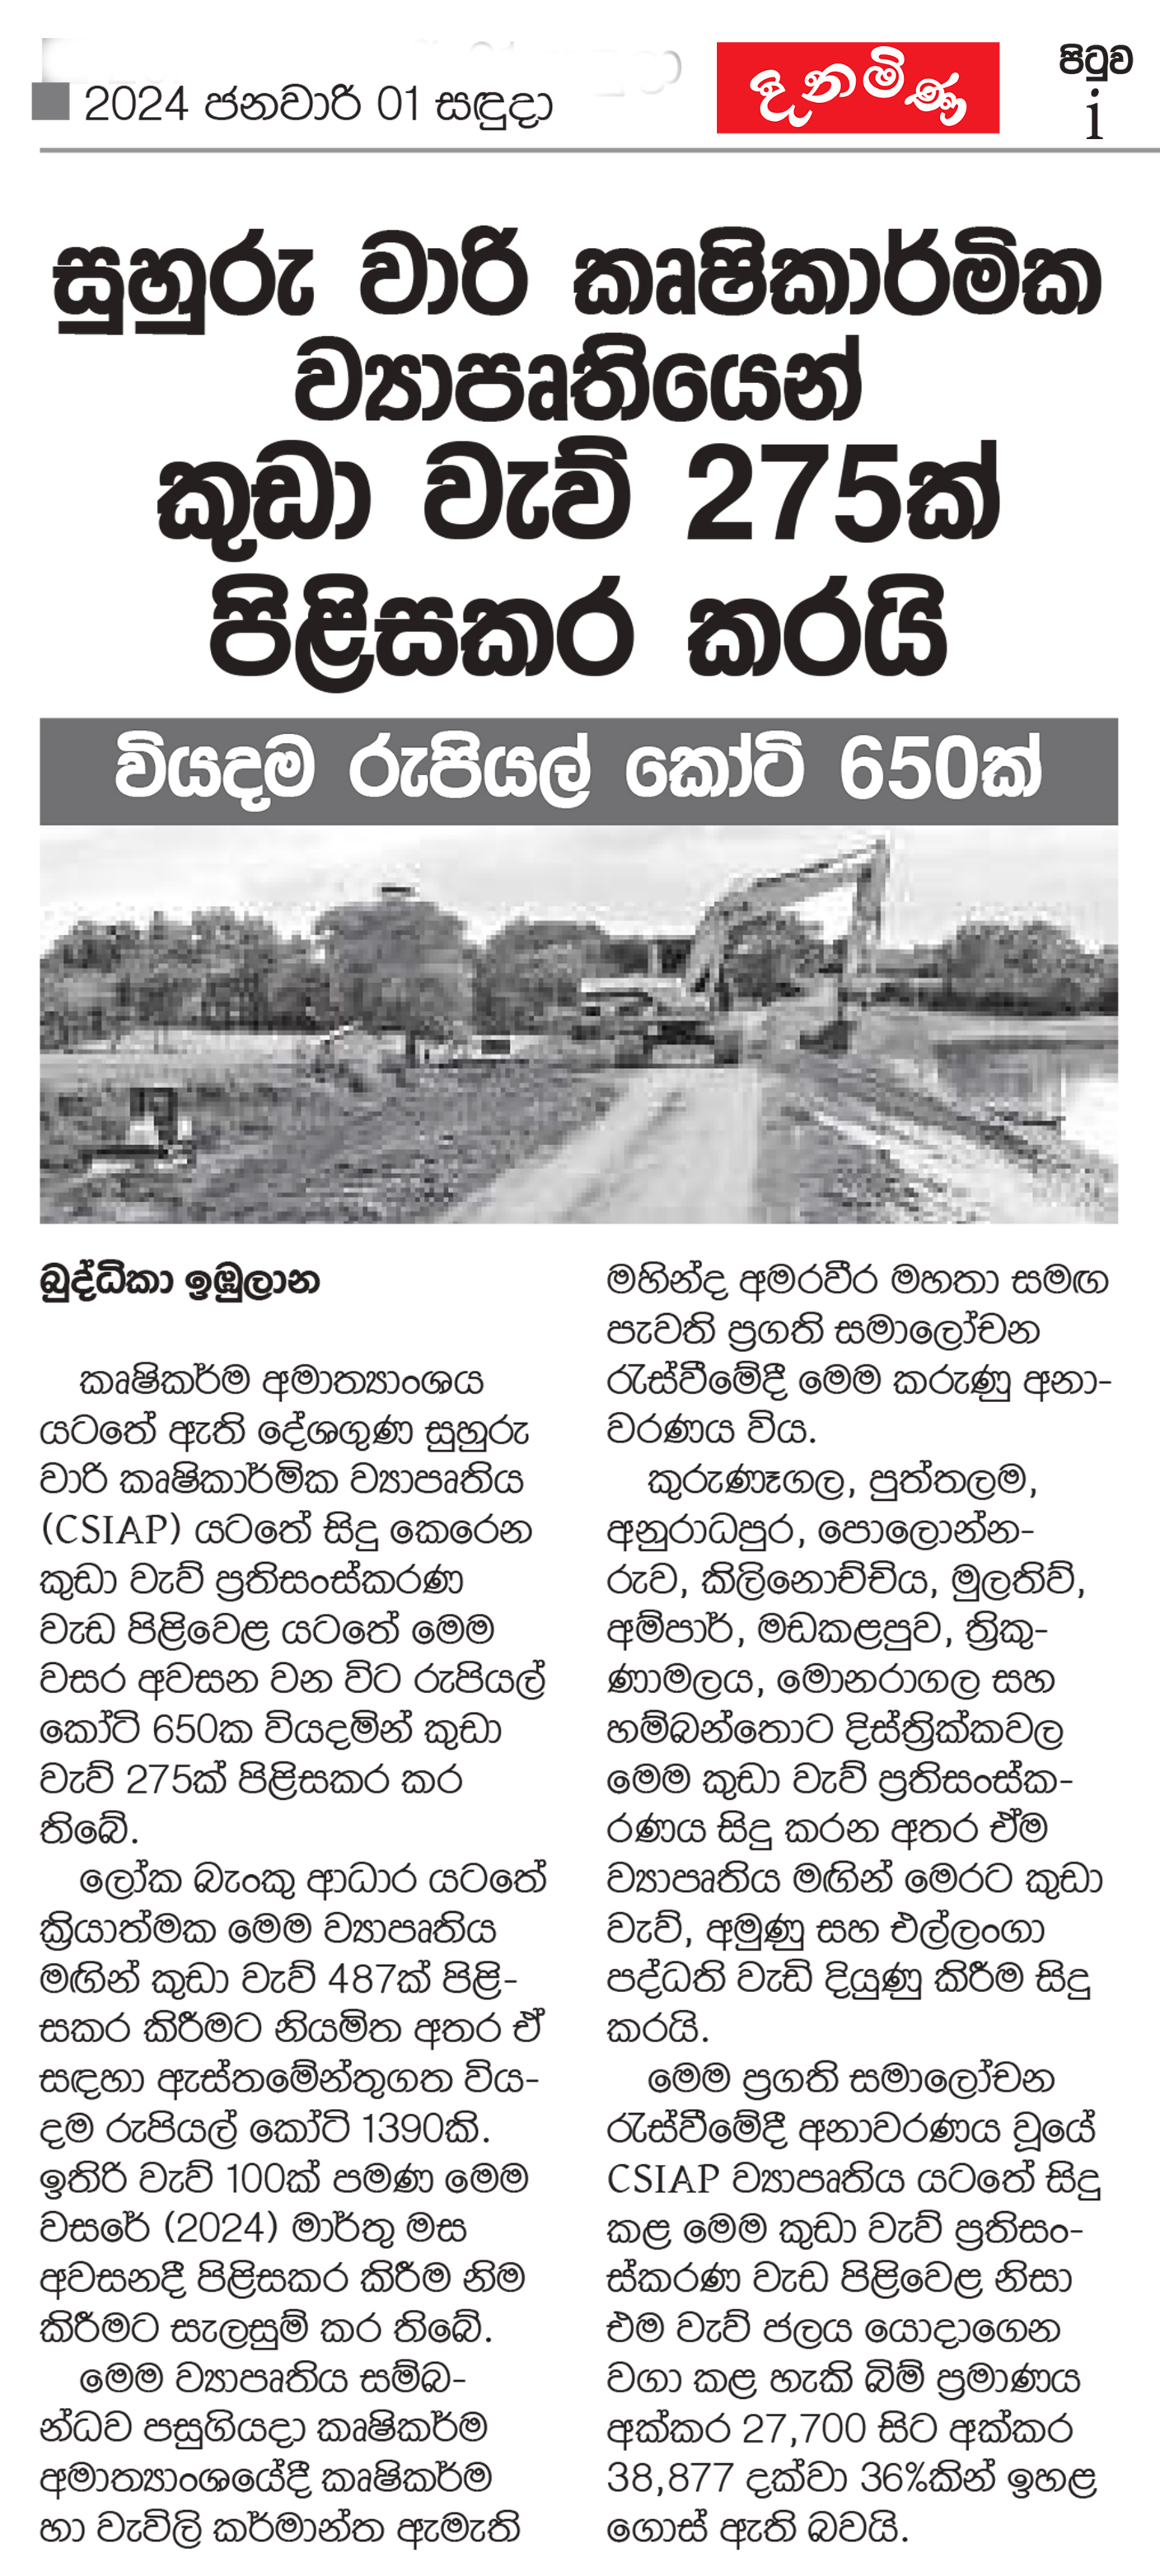 2024 ජනවාරි 01 සඳුදා
දිනමිණ
පිටුව
i
සුහුරු වාරි කෘෂිකාර්මික
ව්‍යාපෘතියෙන්
කුඩා වැව් 275ක්
පිළිසකර කරයි
වියදම රුපියල් කෝටි 650ක්
බුද්ධිකා ඉඹුලාන
කෘෂිකර්ම අමාත්‍යාංශය
යටතේ ඇති දේශගුණ සුහුරු
වාරි කෘෂිකාර්මික ව්‍යාපෘතිය
(CSIAP) යටතේ සිදු කෙරෙන
කුඩා වැව් ප්‍රතිසංස්කරණ
වැඩ පිළිවෙළ යටතේ මෙම
වසර අවසන වන විට රුපියල්
කෝටි 650ක වියදමින් කුඩා
වැව් 275ක් පිළිසකර කර
තිබේ.
ලෝක බැංකු ආධාර යටතේ
ක්‍රියාත්මක මෙම ව්‍යාපෘතිය
මඟින් කුඩා වැව් 487ක් පිළි-
සකර කිරීමට නියමිත අතර ඒ
සඳහා ඇස්තමේන්තුගත විය-
දම රුපියල් කෝටි 1390කි.
ඉතිරි වැව් 100ක් පමණ මෙම
වසරේ (2024) මාර්තු මස
අවසනදී පිළිසකර කිරීම නිම
කිරීමට සැලසුම් කර තිබේ.
මෙම ව්‍යාපෘතිය සම්බ-
න්ධව පසුගියදා කෘෂිකර්ම
අමාත්‍යාංශයේදී කෘෂිකර්ම
හා වැවිලි කර්මාන්ත ඇමැති
මහින්ද අමරවීර මහතා සමඟ
පැවති ප්‍රගති සමාලෝචන
රැස්වීමේදී මෙම කරුණු අනා-
වරණය විය.
කුරුණෑගල, පුත්තලම,
අනුරාධපුර, පොලොන්න-
රුව, කිලිනොච්චිය, මුලතිව්,
අම්පාර්, මඩකළපුව, ත්‍රිකු-
ණාමලය, මොනරාගල සහ
හම්බන්තොට දිස්ත්‍රික්කවල
මෙම කුඩා වැව් ප්‍රතිසංස්ක-
රණය සිදු කරන අතර ඒම
ව්‍යාපෘතිය මඟින් මෙරට කුඩා
වැව්, අමුණු සහ එල්ලංගා
පද්ධති වැඩි දියුණු කිරීම සිදු
කරයි.
මෙම ප්‍රගති සමාලෝචන
රැස්වීමේදී අනාවරණය වූයේ
CSIAP ව්‍යාපෘතිය යටතේ සිදු
කළ මෙම කුඩා වැව් ප්‍රතිසං-
ස්කරණ වැඩ පිළිවෙළ නිසා
එම වැව් ජලය යොදාගෙන
වගා කළ හැකි බිම් ප්‍රමාණය
අක්කර 27,700 සිට අක්කර
38,877 දක්වා 36%කින් ඉහළ
ගොස් ඇති බවයි.